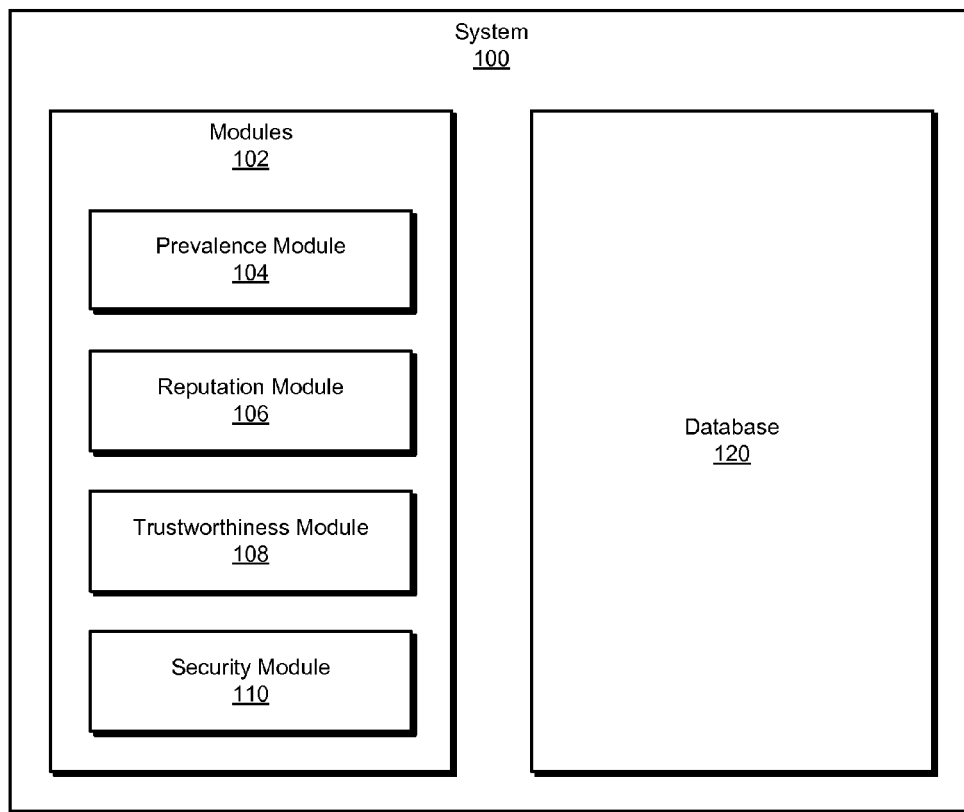 System
100
Modules
102
Prevalence Module
104
Reputation Module
106
Trustworthiness Module
108
Security Module
110
Database
120